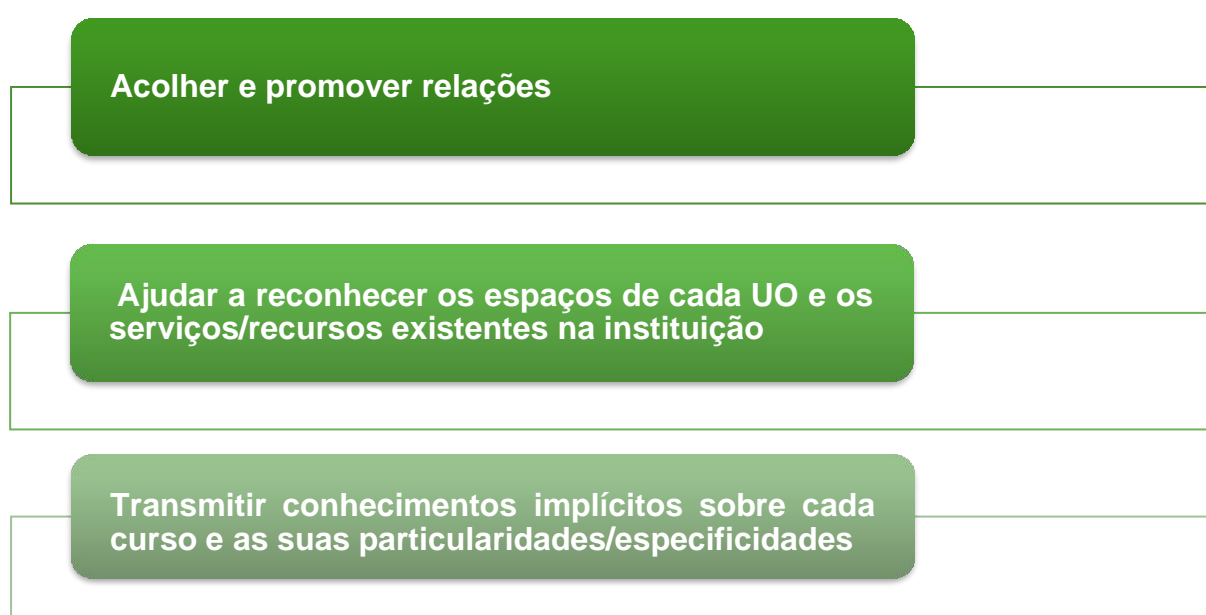 Acolher e promover relações
Ajudar a reconhecer os espaços de cada UO e os
serviços/recursos existentes na instituição
Transmitir conhecimentos implícitos sobre cada
curso e as suas particularidades/especificidades